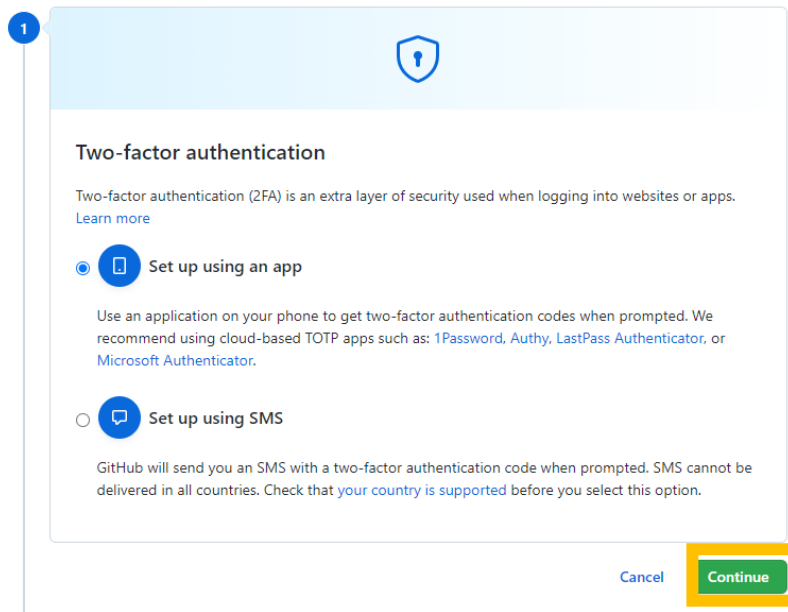 1
Two-factor authentication
Two-factor authentication (2FA) is an extra layer of security used when logging into websites or apps.
Learn more
Set up using an app
Use an application on your phone to get two-factor authentication codes when prompted. We
recommend using cloud-based TOTP apps such as: 1Password, Authy, LastPass Authenticator, or
Microsoft Authenticator.
Set up using SMS
GitHub will send you an SMS with a two-factor authentication code when prompted. SMS cannot be
delivered in all countries. Check that your country is supported before you select this option.
Cancel Continue